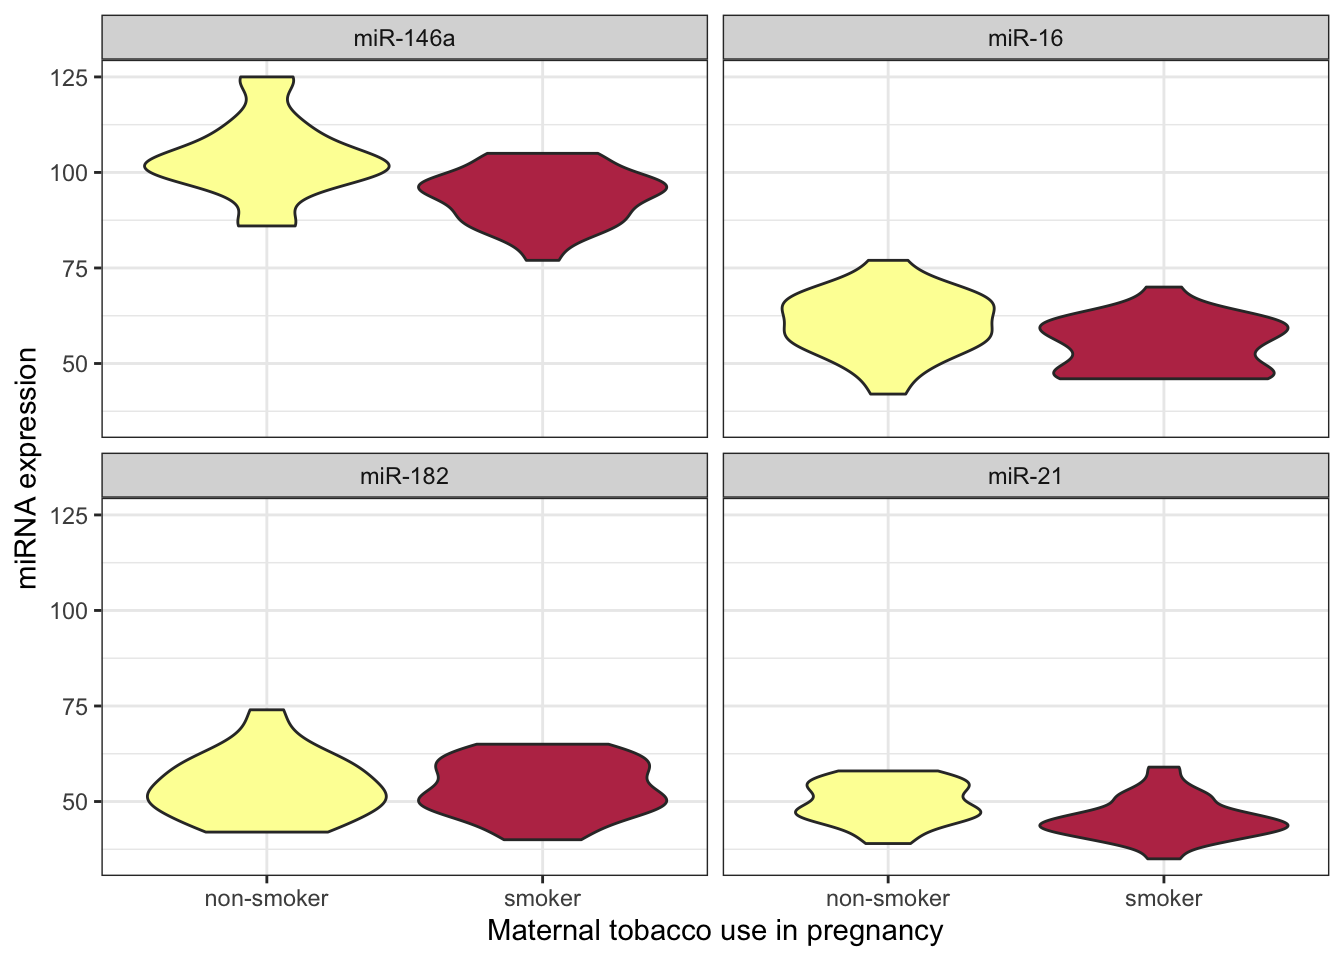 miR-146a
miR-16
125
100
75
50
miRNA expression
miR-182
miR-21
125
100
75
50
non-smoker
smoker
non-smoker
smoker
Maternal tobacco use in pregnancy